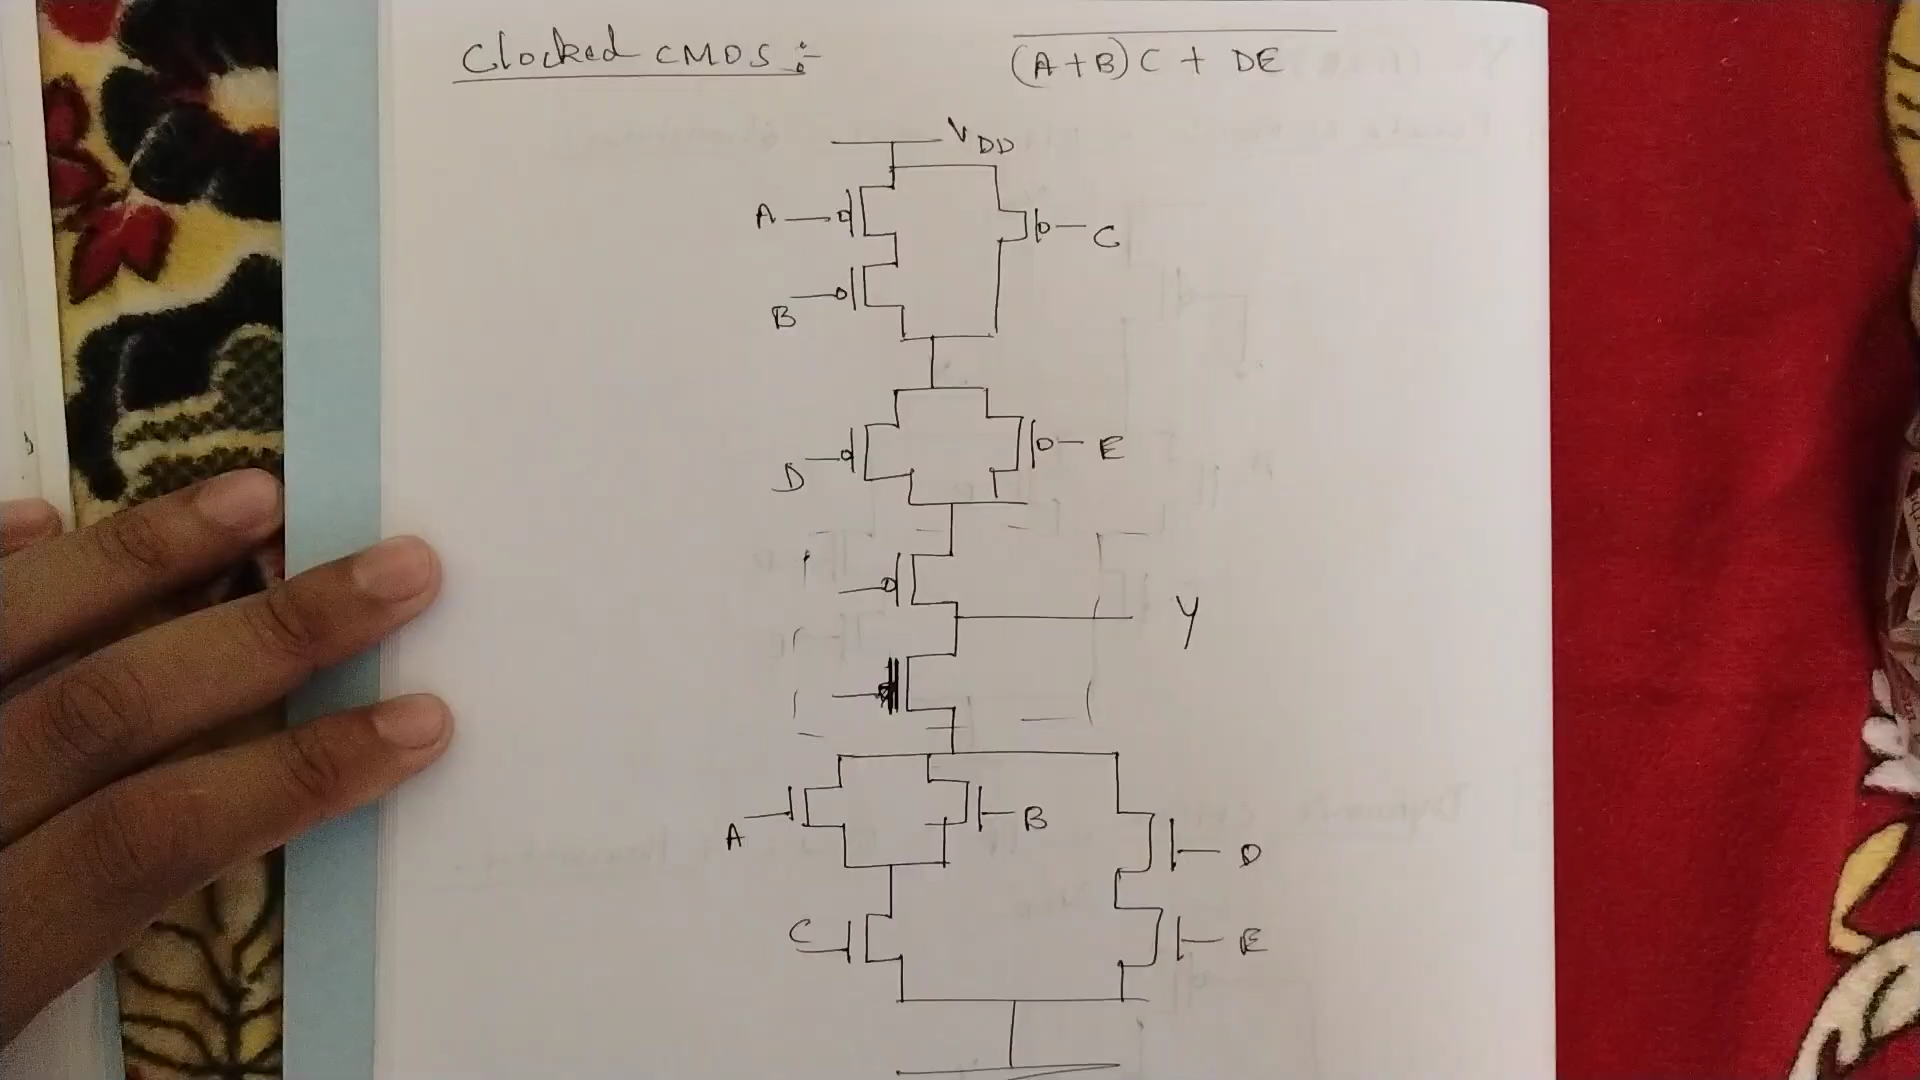 Clocked CMOS :-
(A+B)C + DE
VDD
A
C
B
D
E
Y
A
B
D
C
E